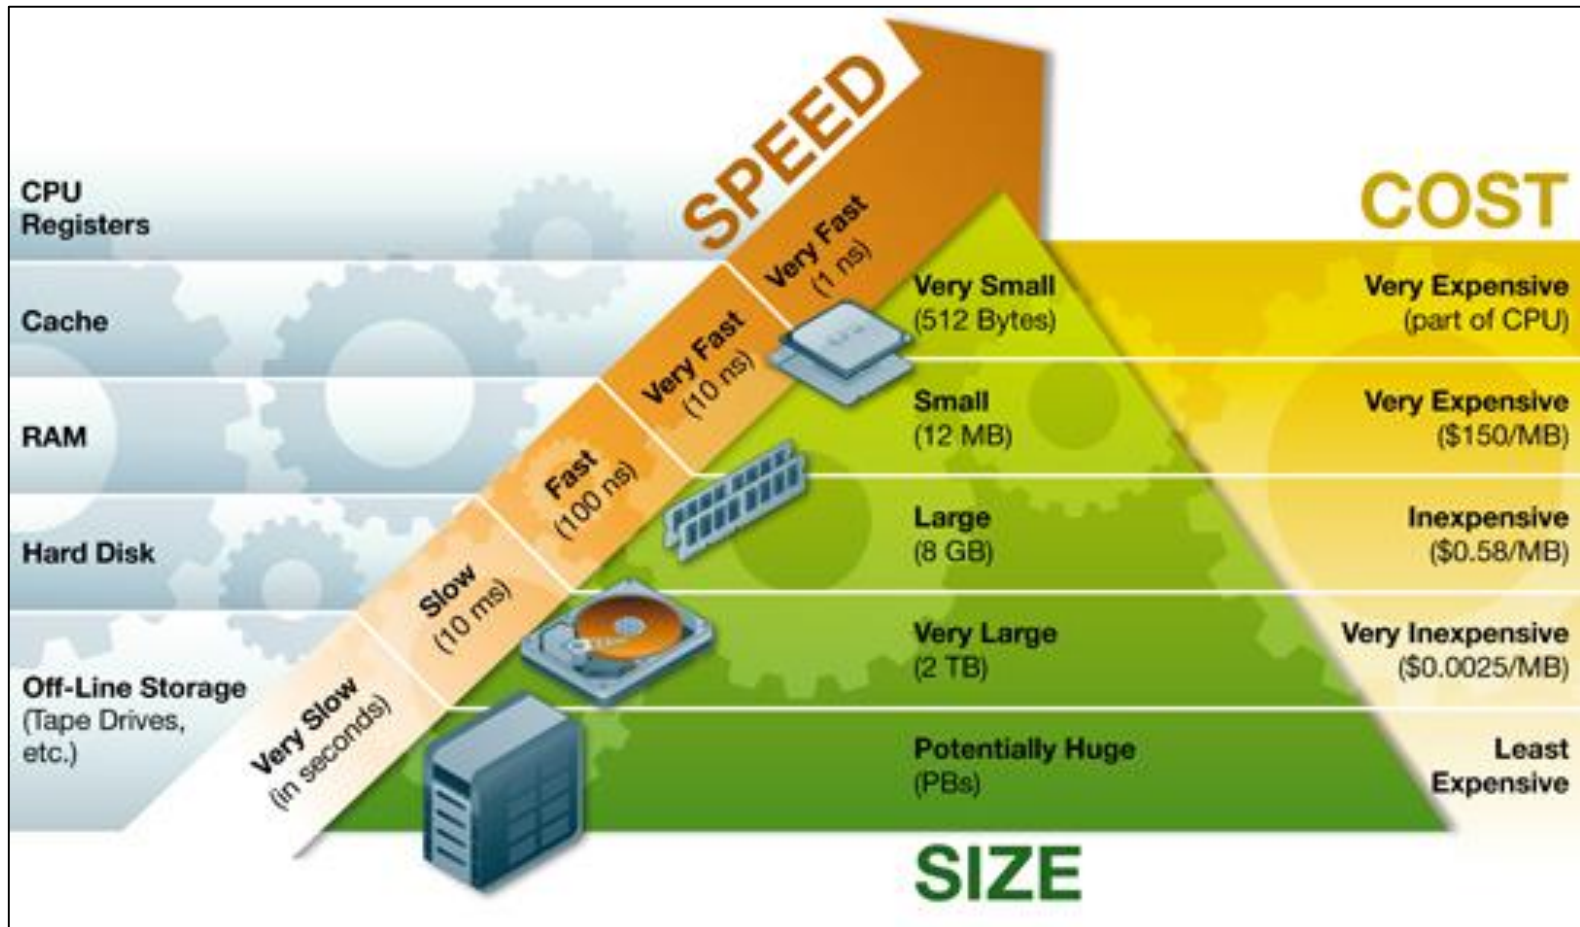 SPEED
COST
CPU
Registers
Very Fast
(1 ns)
Very Small
(512 Bytes)
Very Expensive
(part of CPU)
Cache
Very Fast
(10 ns)
Small
(12 MB)
Very Expensive
($150/MB)
RAM
Fast
(100 ns)
Large
(8 GB)
Inexpensive
($0.58/MB)
Hard Disk
Slow
(10 ms)
Very Large
(2 TB)
Very Inexpensive
($0.0025/MB)
Off-Line Storage
(Tape Drives,
etc.)
Very Slow
(in seconds)
Potentially Huge
(PBs)
Least
Expensive
SIZE